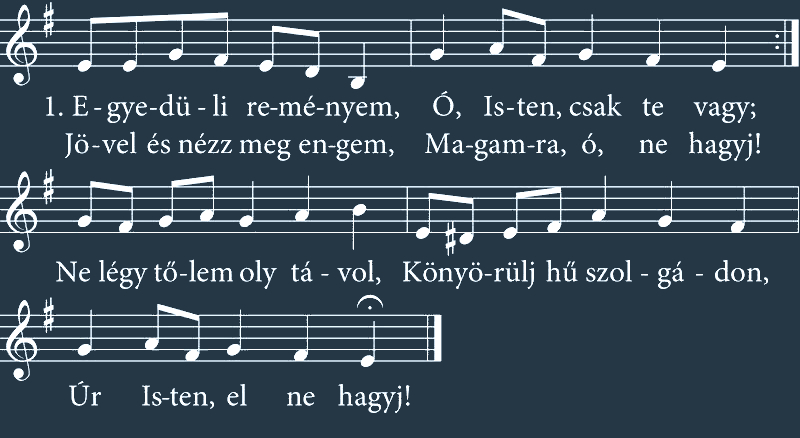 1. E-gye-dü-li re-mé-nyem, Ó, Is-ten, csak te vagy;
Jö-vel és nézz meg en-gem, Ma-gam-ra, ó, ne hagyj!
Ne légy tő-lem oly tá-vol, Könyö-rülj hű szol-gá-don,
Úr Is-ten, el ne hagyj!